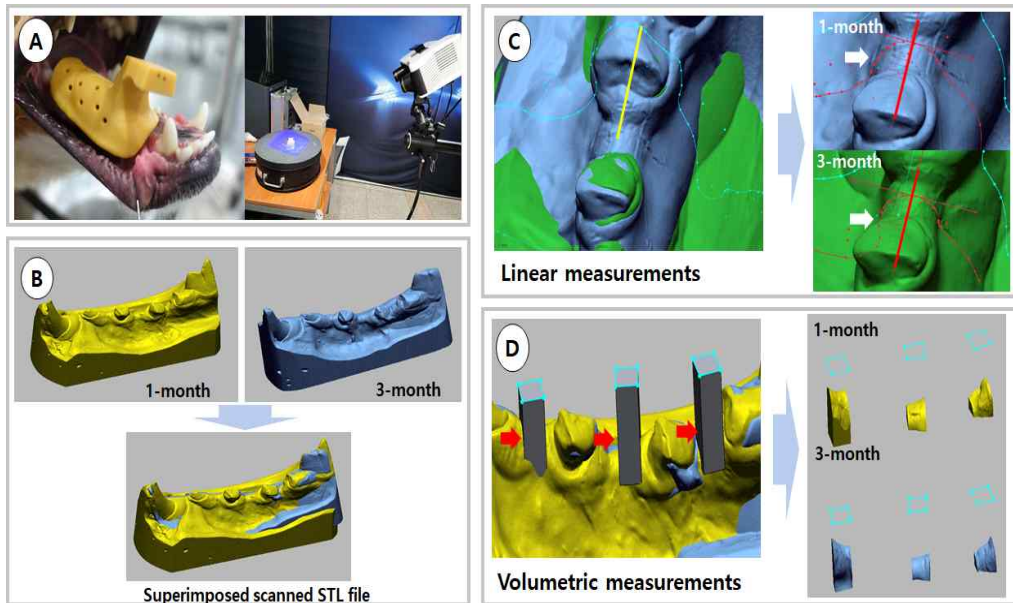 A
B
1-month
3-month
Superimposed scanned STL file
C
Linear measurements
1-month
3-month
D
Volumetric measurements
1-month
3-month